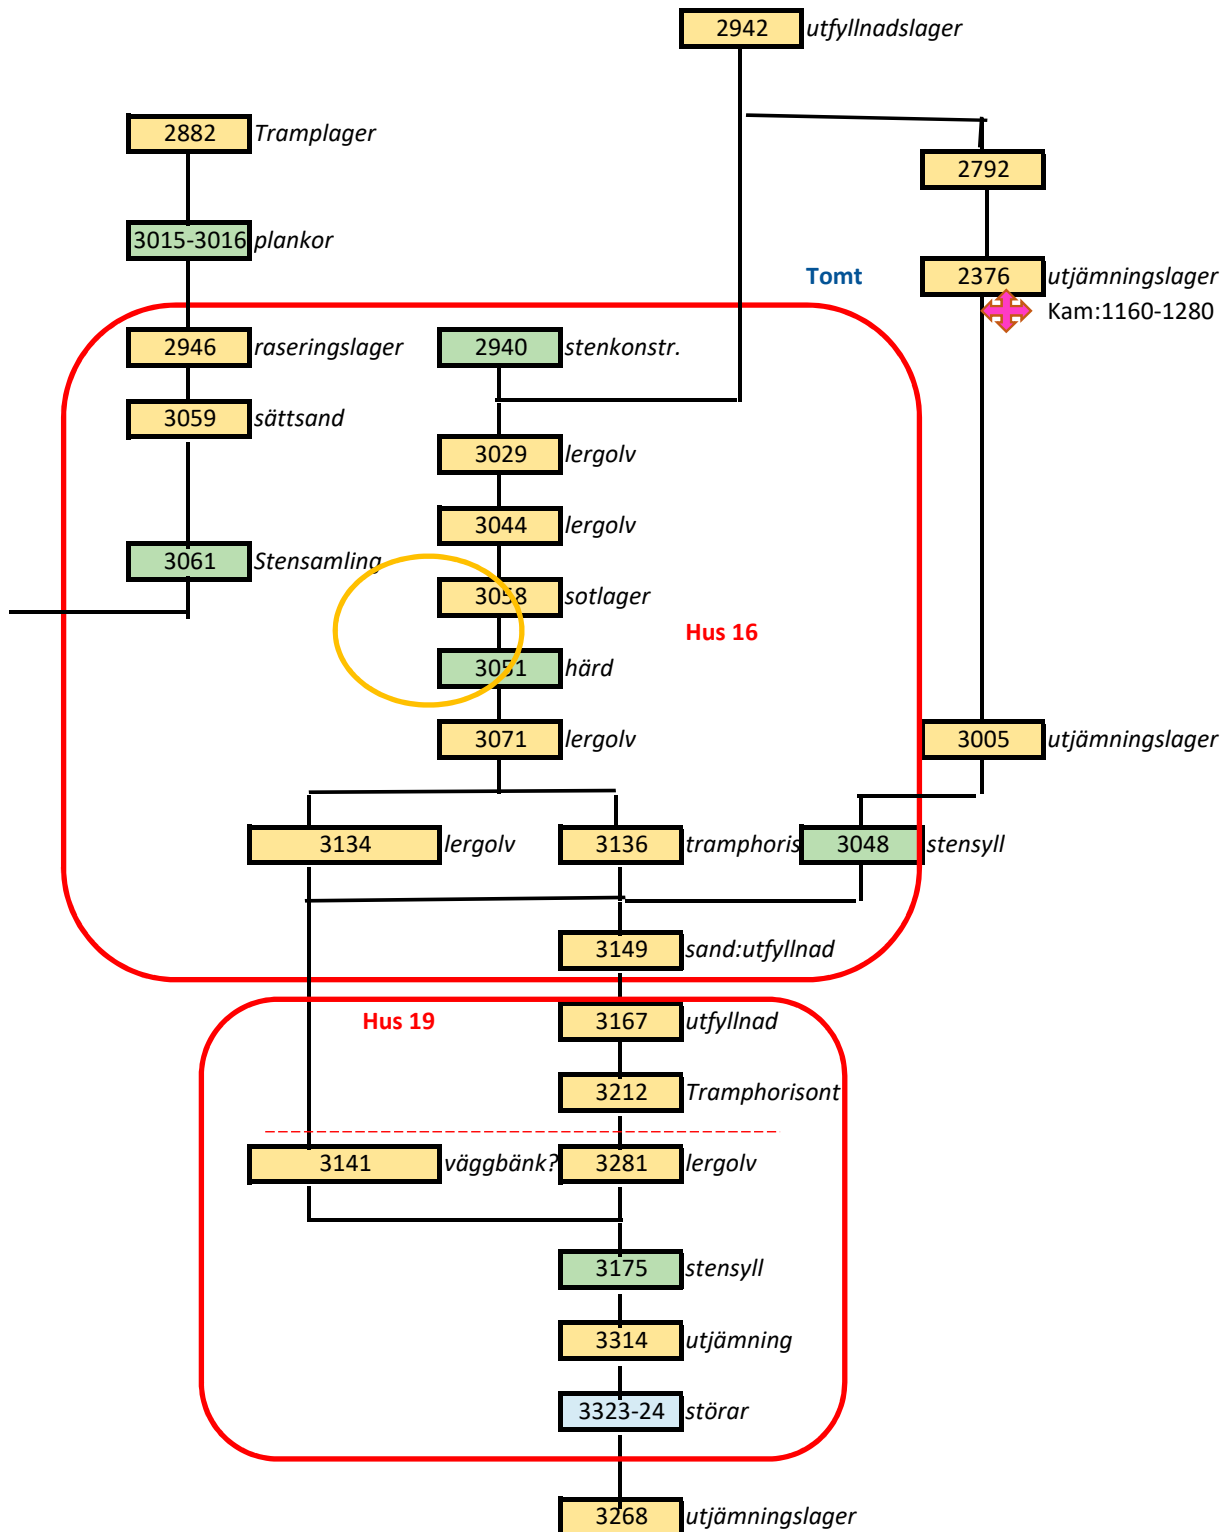 2942 utfyllnadslager
2882 Tramplager
2792
3015-3016 plankor
Tomt
2376 utjämningslager
Kam:1160-1280
2946 raseringslager
2940 stenkonstr.
3059 sättsand
3029 lergolv
3044 lergolv
3061 Stensamling
3058 sotlager
Hus 16
3051 härd
3071 lergolv
3005 utjämningslager
3134 lergolv
3136 tramphoris
3048 stensyll
3149 sand:utfyllnad
Hus 19
3167 utfyllnad
3212 Tramphorisont
3141 väggbänk?
3281 lergolv
3175 stensyll
3314 utjämning
3323-24 störar
3268 utjämningslager